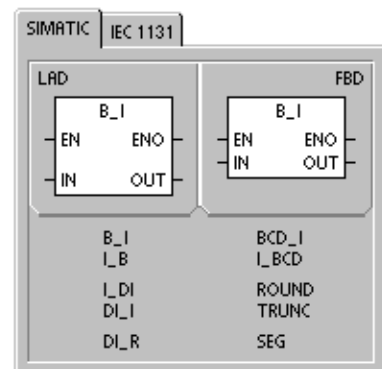 SIMATIC IEC 1131
LAD FBD
B_I B_I
EN ENO EN ENO
IN OUT IN OUT
B_I BCD_I
I_B I_BCD
I_DI ROUND
DI_I TRUNC
DI_R SEG